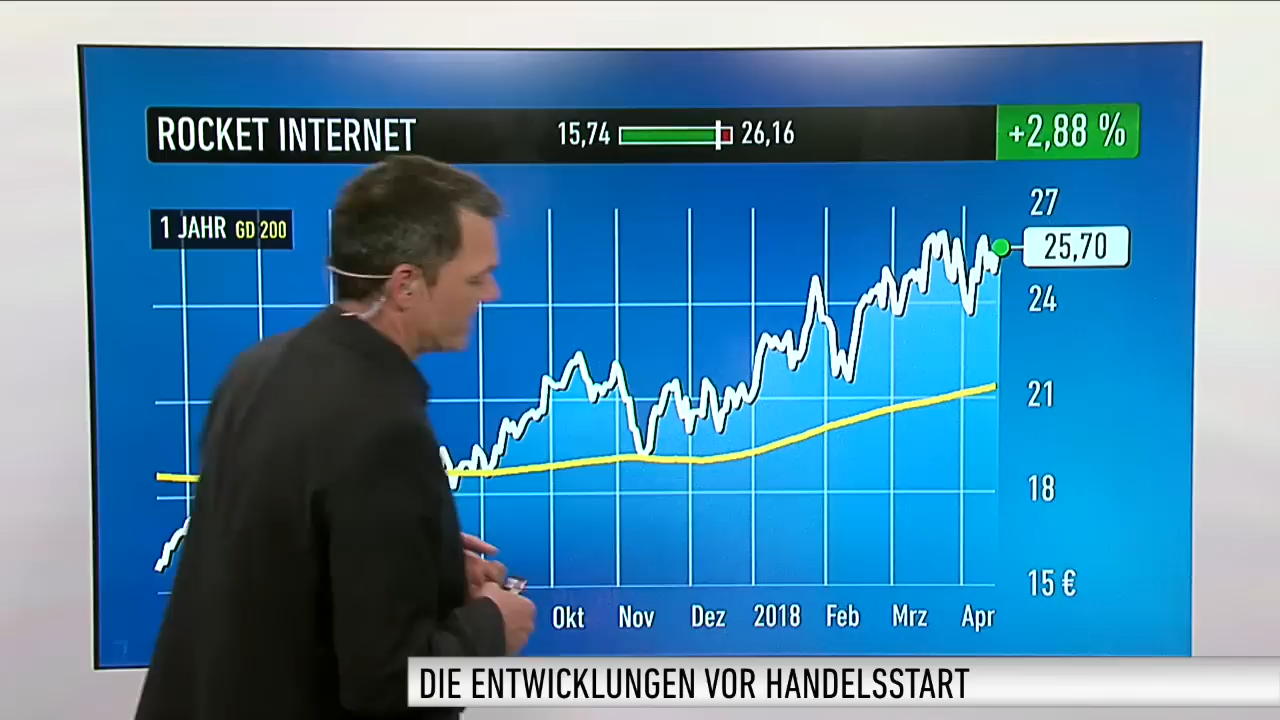 ROCKET INTERNET 15,74 26,16 +2,88 %
1 JAHR GD 200
27
25,70
24
21
18
15 €
Okt Nov Dez 2018 Feb Mrz Apr
DIE ENTWICKLUNGEN VOR HANDELSSTART